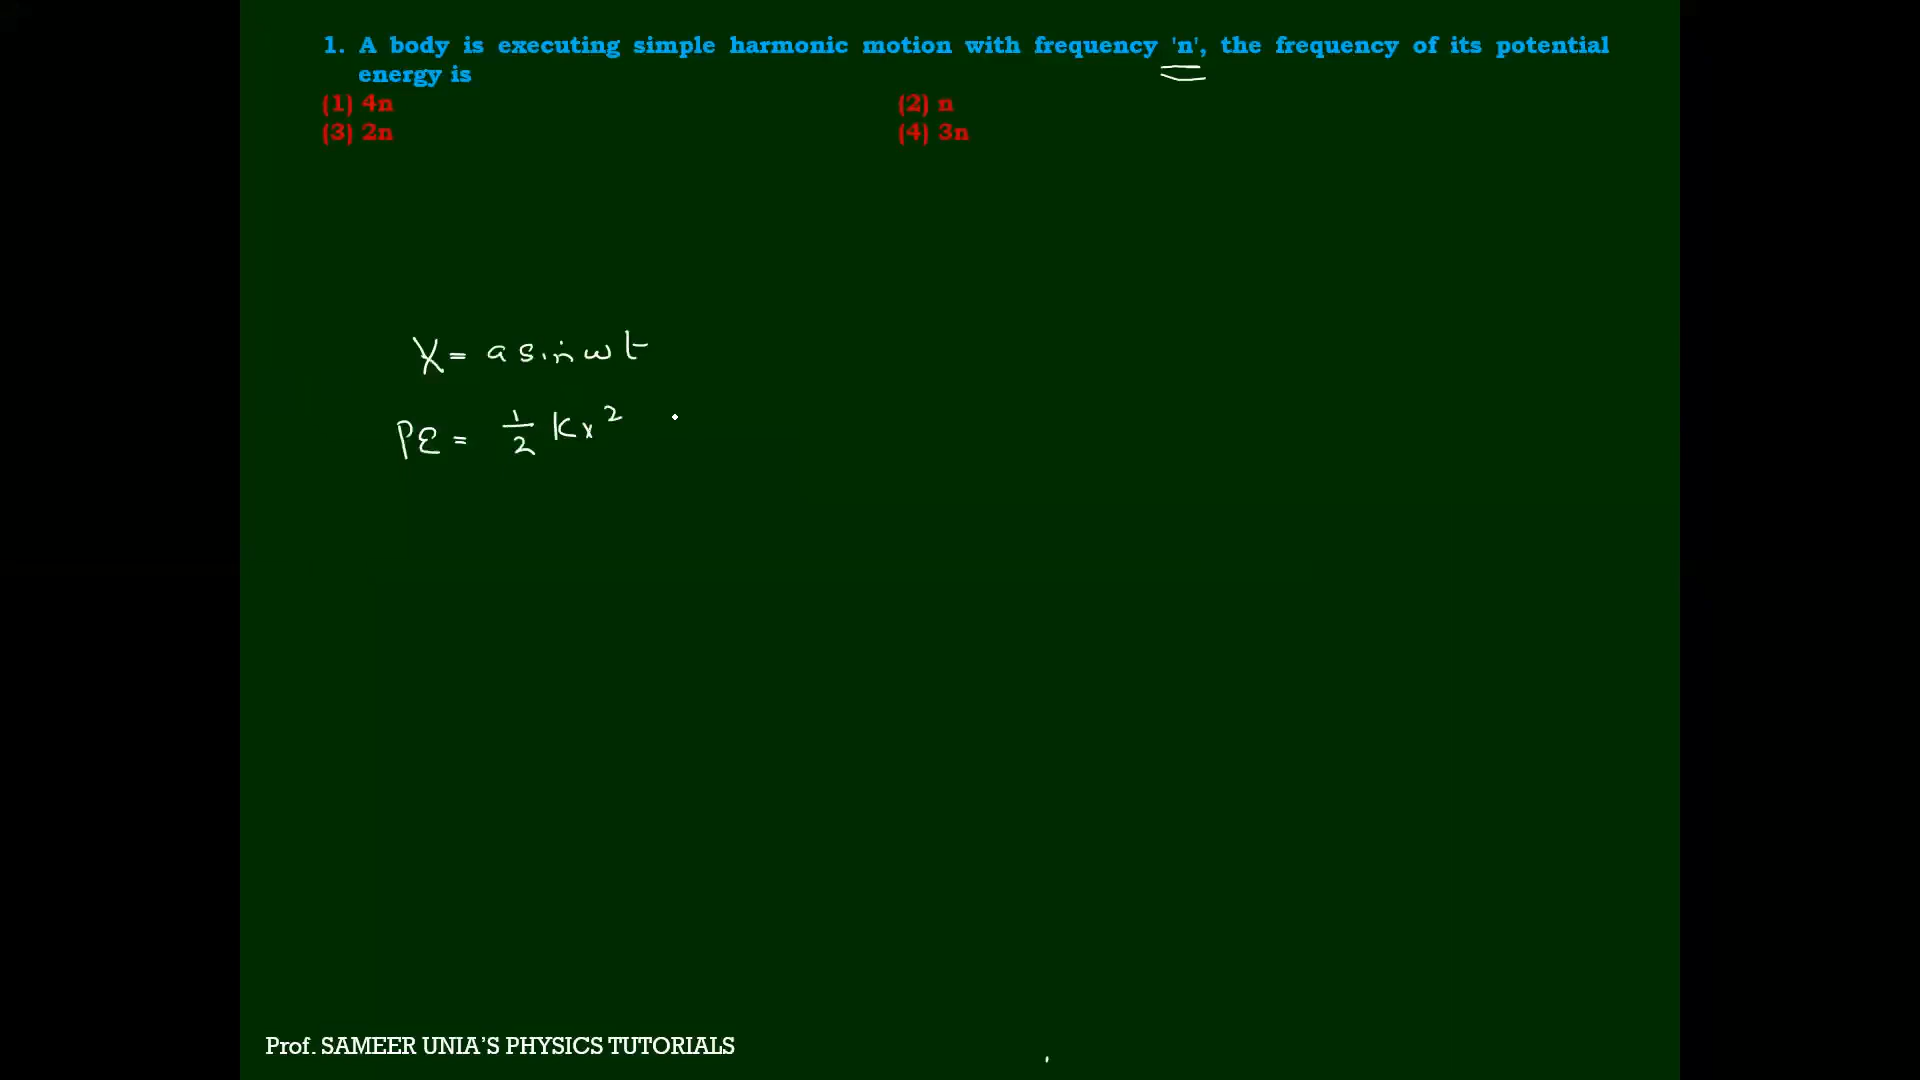 1. A body is executing simple harmonic motion with frequency 'n', the frequency of its potential
energy is
(1) 4n (2) n
(3) 2n (4) 3n
X = a sin ω t
PE = 1/2 Kx²
Prof. SAMEER UNIA’S PHYSICS TUTORIALS